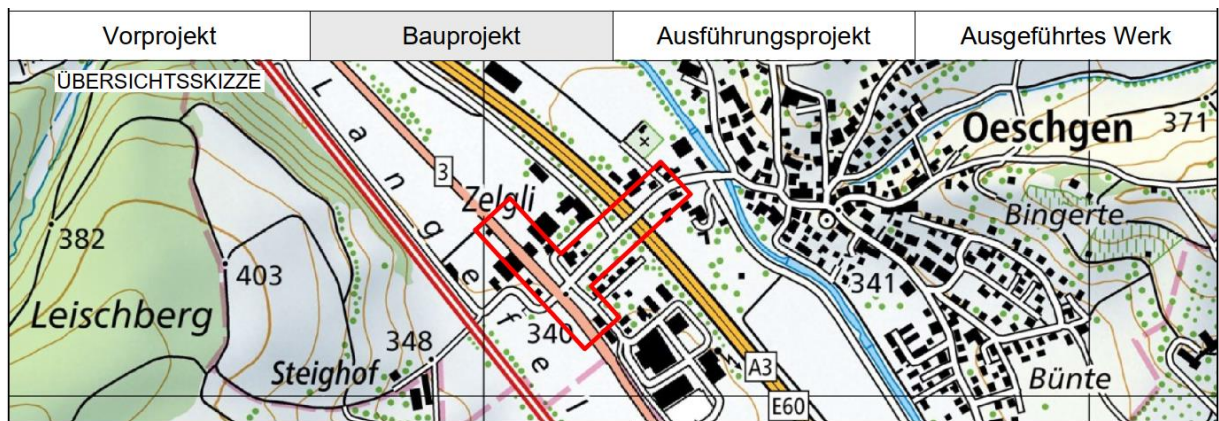 Vorprojekt
Bauprojekt
Ausführungsprojekt
Ausgeführtes Werk
ÜBERSICHTSSKIZZE
Langefel
3
Zelgli
Oeschgen
371
382
403
Bingerte
Leischberg
341
348
340
Steighof
A3
Bünte
E60